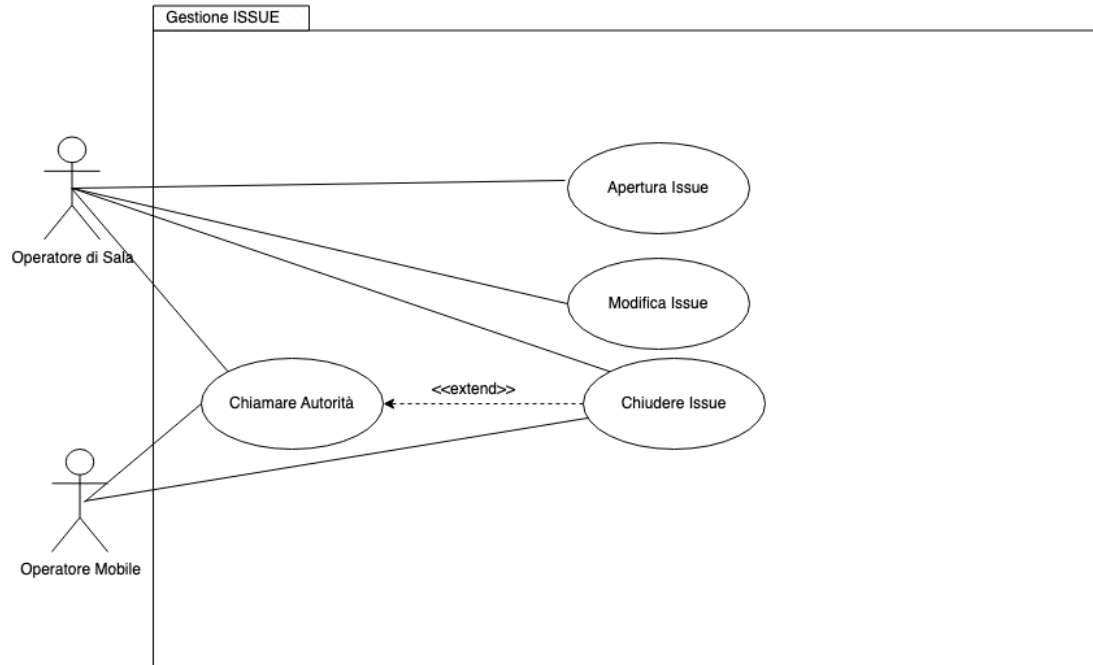 Gestione ISSUE
Apertura Issue
Operatore di Sala
Modifica Issue
<<extend>>
Chiamare Autorità
Chiudere Issue
Operatore Mobile